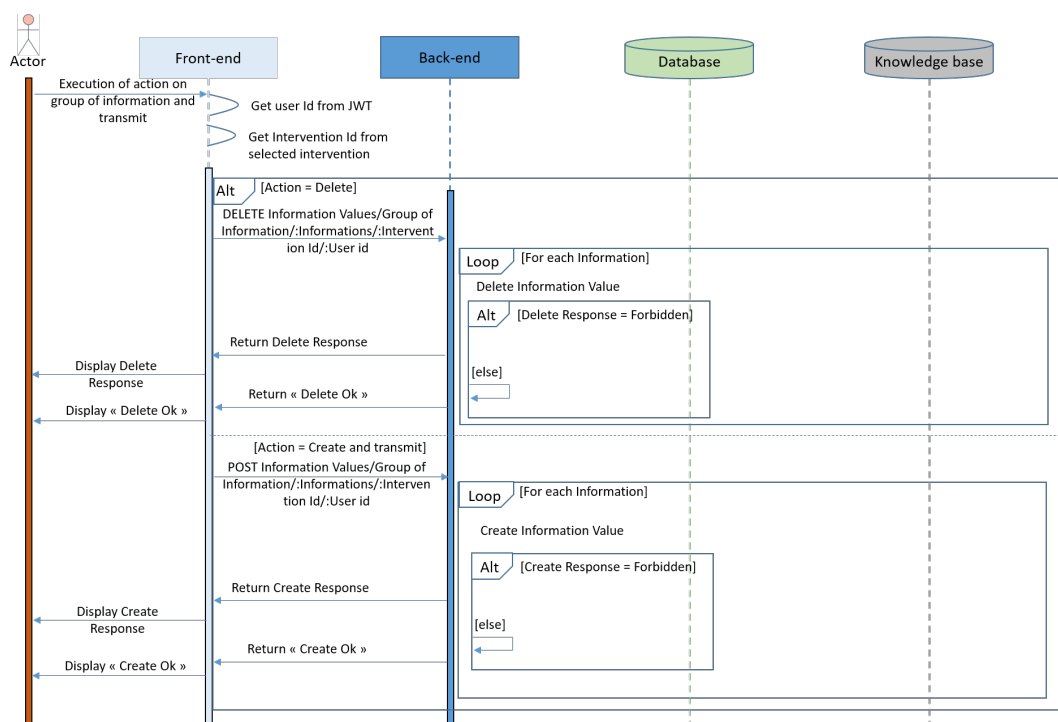 Actor
Front-end
Back-end
Database
Knowledge base
Execution of action on
group of information and
transmit
Get user Id from JWT
Get Intervention Id from
selected intervention
Alt
[Action = Delete]
DELETE Information Values/Group of
Information/:Informations/:Intervent
ion Id/:User id
Loop
[For each Information]
Delete Information Value
Alt
[Delete Response = Forbidden]
Return Delete Response
Display Delete
Response
[else]
Return « Delete Ok »
Display « Delete Ok »
[Action = Create and transmit]
POST Information Values/Group of
Information/:Informations/:Interven
tion Id/:User id
Loop
[For each Information]
Create Information Value
Alt
[Create Response = Forbidden]
Return Create Response
Display Create
Response
[else]
Return « Create Ok »
Display « Create Ok »